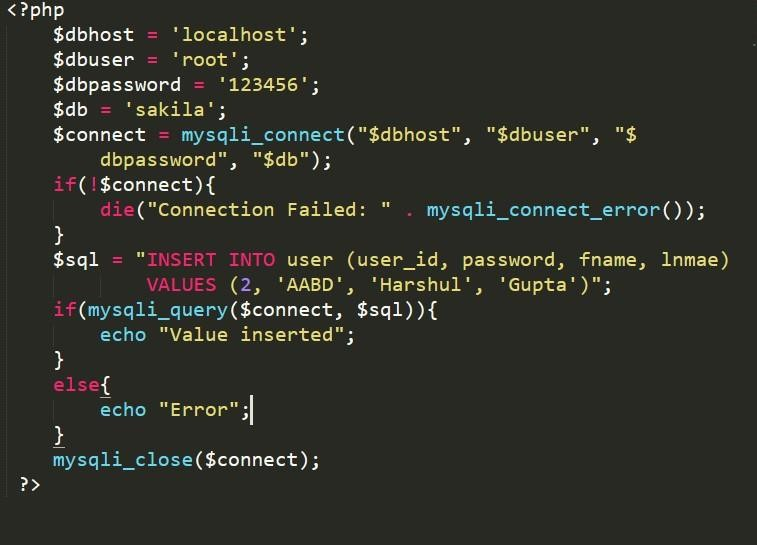 <?php
$dbhost = 'localhost';
$dbuser = 'root';
$dbpassword = '123456';
$db = 'sakila';
$connect = mysqli_connect("$dbhost", "$dbuser", "$
dbpassword", "$db");
if(!$connect){
die("Connection Failed: " . mysqli_connect_error());
}
$sql = "INSERT INTO user (user_id, password, fname, lnmae)
VALUES (2, 'AABD', 'Harshul', 'Gupta')";
if(mysqli_query($connect, $sql)){
echo "Value inserted";
}
else{
echo "Error";
}
mysqli_close($connect);
?>